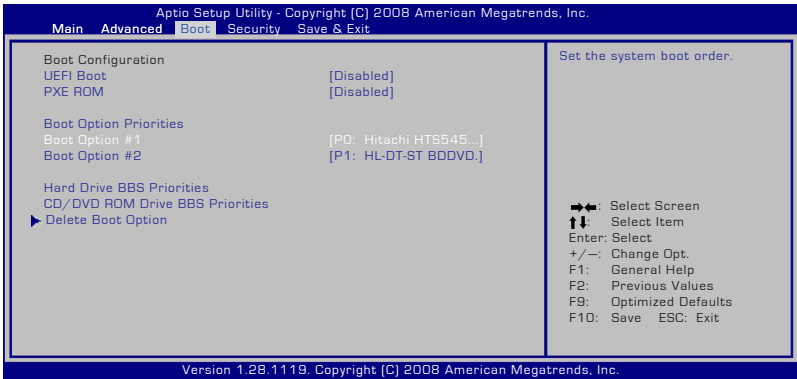 Aptio Setup Utility - Copyright (C) 2008 American Megatrends, Inc.
Main Advanced Boot Security Save & Exit
Boot Configuration
UEFI Boot [Disabled]
PXE ROM [Disabled]
Boot Option Priorities
Boot Option #1 [P0: Hitachi HTS545...]
Boot Option #2 [P1: HL-DT-ST BDDVD.]
Hard Drive BBS Priorities
CD/DVD ROM Drive BBS Priorities
Delete Boot Option
Set the system boot order.
→←: Select Screen
↑↓: Select Item
Enter: Select
+/—: Change Opt.
F1: General Help
F2: Previous Values
F9: Optimized Defaults
F10: Save ESC: Exit
Version 1.28.1119. Copyright (C) 2008 American Megatrends, Inc.